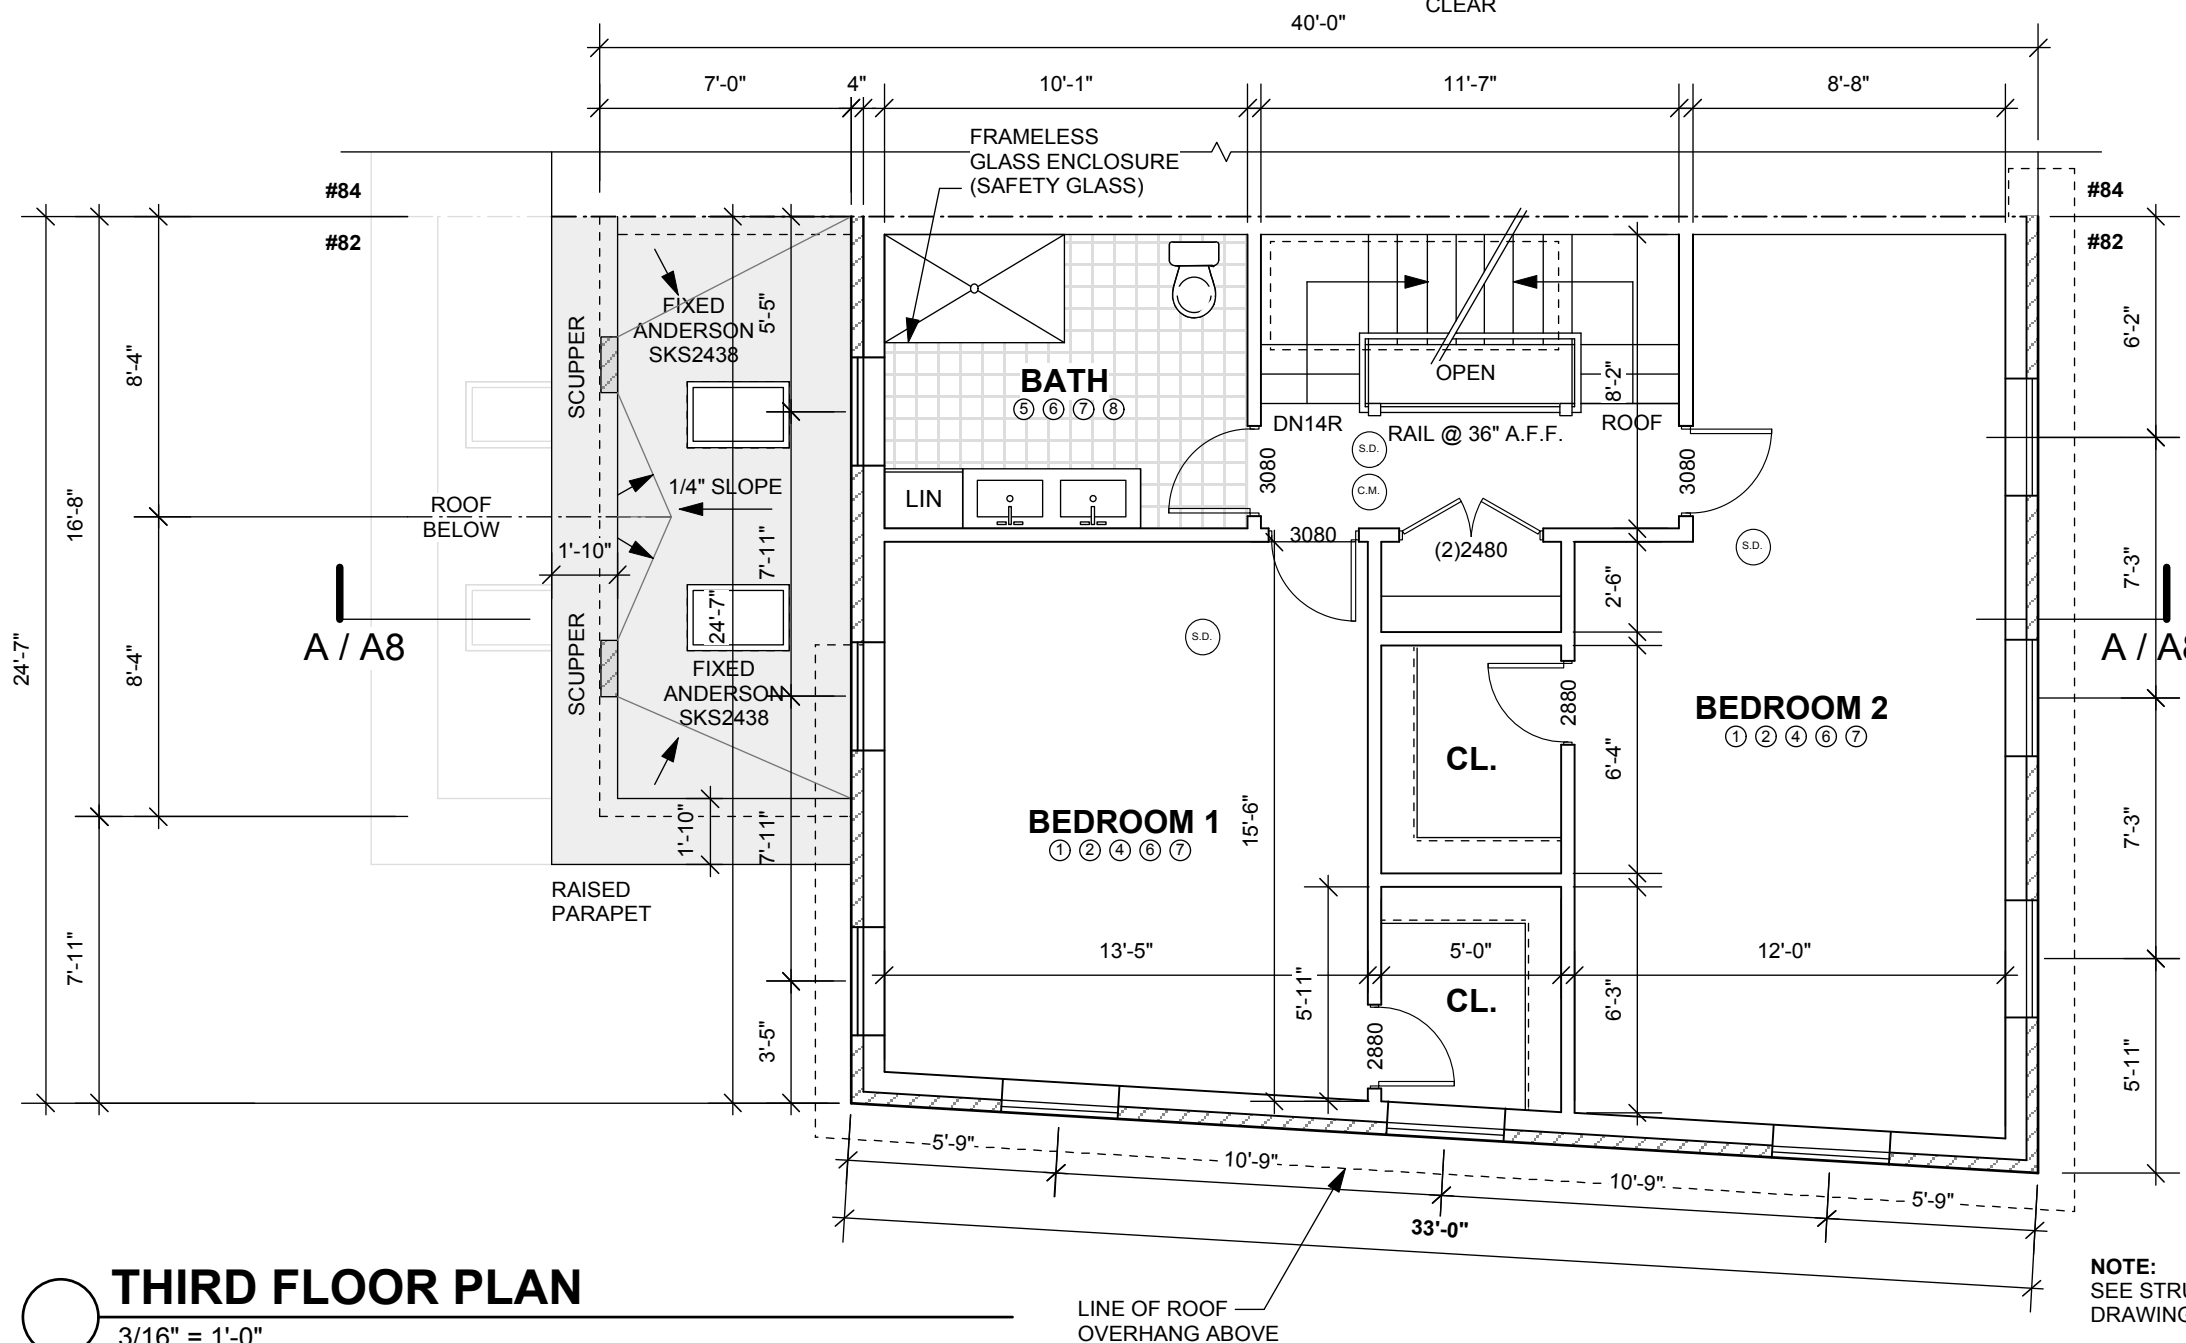 CLEAR
40'-0"
7'-0"
4"
10'-1"
11'-7"
8'-8"
FRAMELESS
GLASS ENCLOSURE
(SAFETY GLASS)
#84
#84
#82
#82
FIXED
ANDERSON
SKS2438
5'-5"
SCUPPER
8'-4"
6'-2"
BATH
5 6 7 8
OPEN
8'-2"
DN14R
RAIL @ 36" A.F.F.
ROOF
S.D.
C.M.
3080
3080
LIN
1/4" SLOPE
16'-8"
ROOF
BELOW
1'-10"
7'-11"
3080
(2)2480
S.D.
7'-3"
2'-6"
24'-7"
24'-7"
8'-4"
A / A8
A / A8
SCUPPER
FIXED
ANDERSON
SKS2438
S.D.
2880
BEDROOM 2
1 2 4 6 7
CL.
6'-4"
BEDROOM 1
1 2 4 6 7
15'-6"
1'-10"
7'-11"
7'-3"
RAISED
PARAPET
7'-11"
13'-5"
5'-0"
12'-0"
5'-11"
CL.
6'-3"
3'-5"
2880
5'-11"
5'-9"
10'-9"
10'-9"
5'-9"
33'-0"
THIRD FLOOR PLAN
3/16" = 1'-0"
LINE OF ROOF
OVERHANG ABOVE
NOTE:
SEE STRU
DRAWING